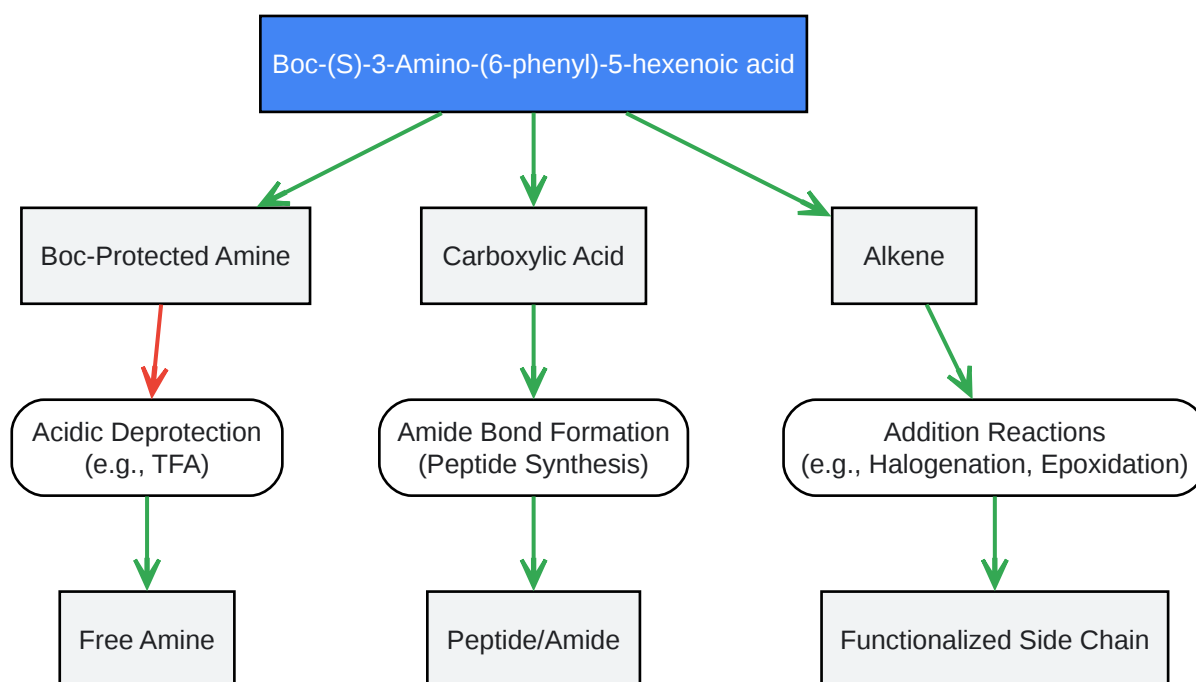 Boc-(S)-3-Amino-(6-phenyl)-5-hexenoic acid
Boc-Protected Amine
Carboxylic Acid
Alkene
Acidic Deprotection
(e.g., TFA)
Amide Bond Formation
(Peptide Synthesis)
Addition Reactions
(e.g., Halogenation, Epoxidation)
Free Amine
Peptide/Amide
Functionalized Side Chain